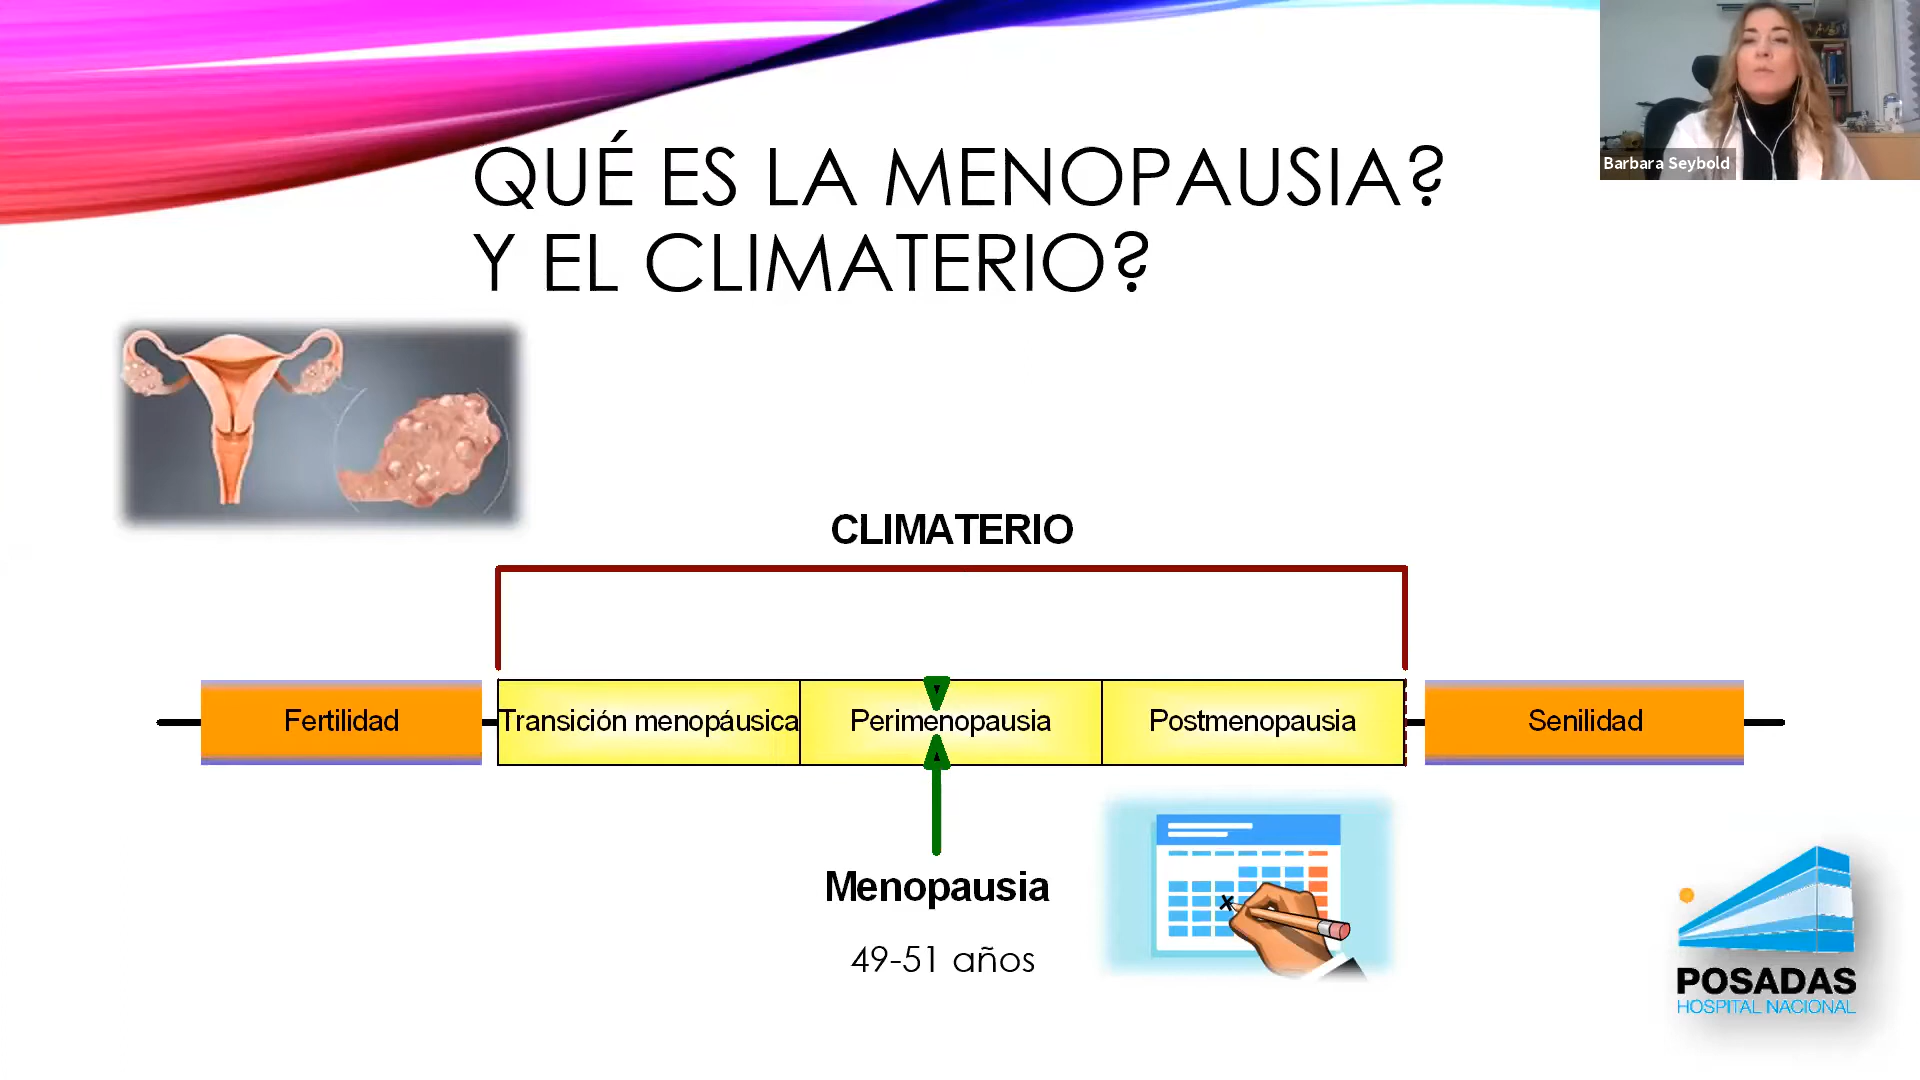 QUÉ ES LA MENOPAUSIA?
Y EL CLIMATERIO?
Barbara Seybold
CLIMATERIO
Fertilidad
Transición menopáusica
Perimenopausia
Postmenopausia
Senilidad
Menopausia
49-51 años
POSADAS
HOSPITAL NACIONAL